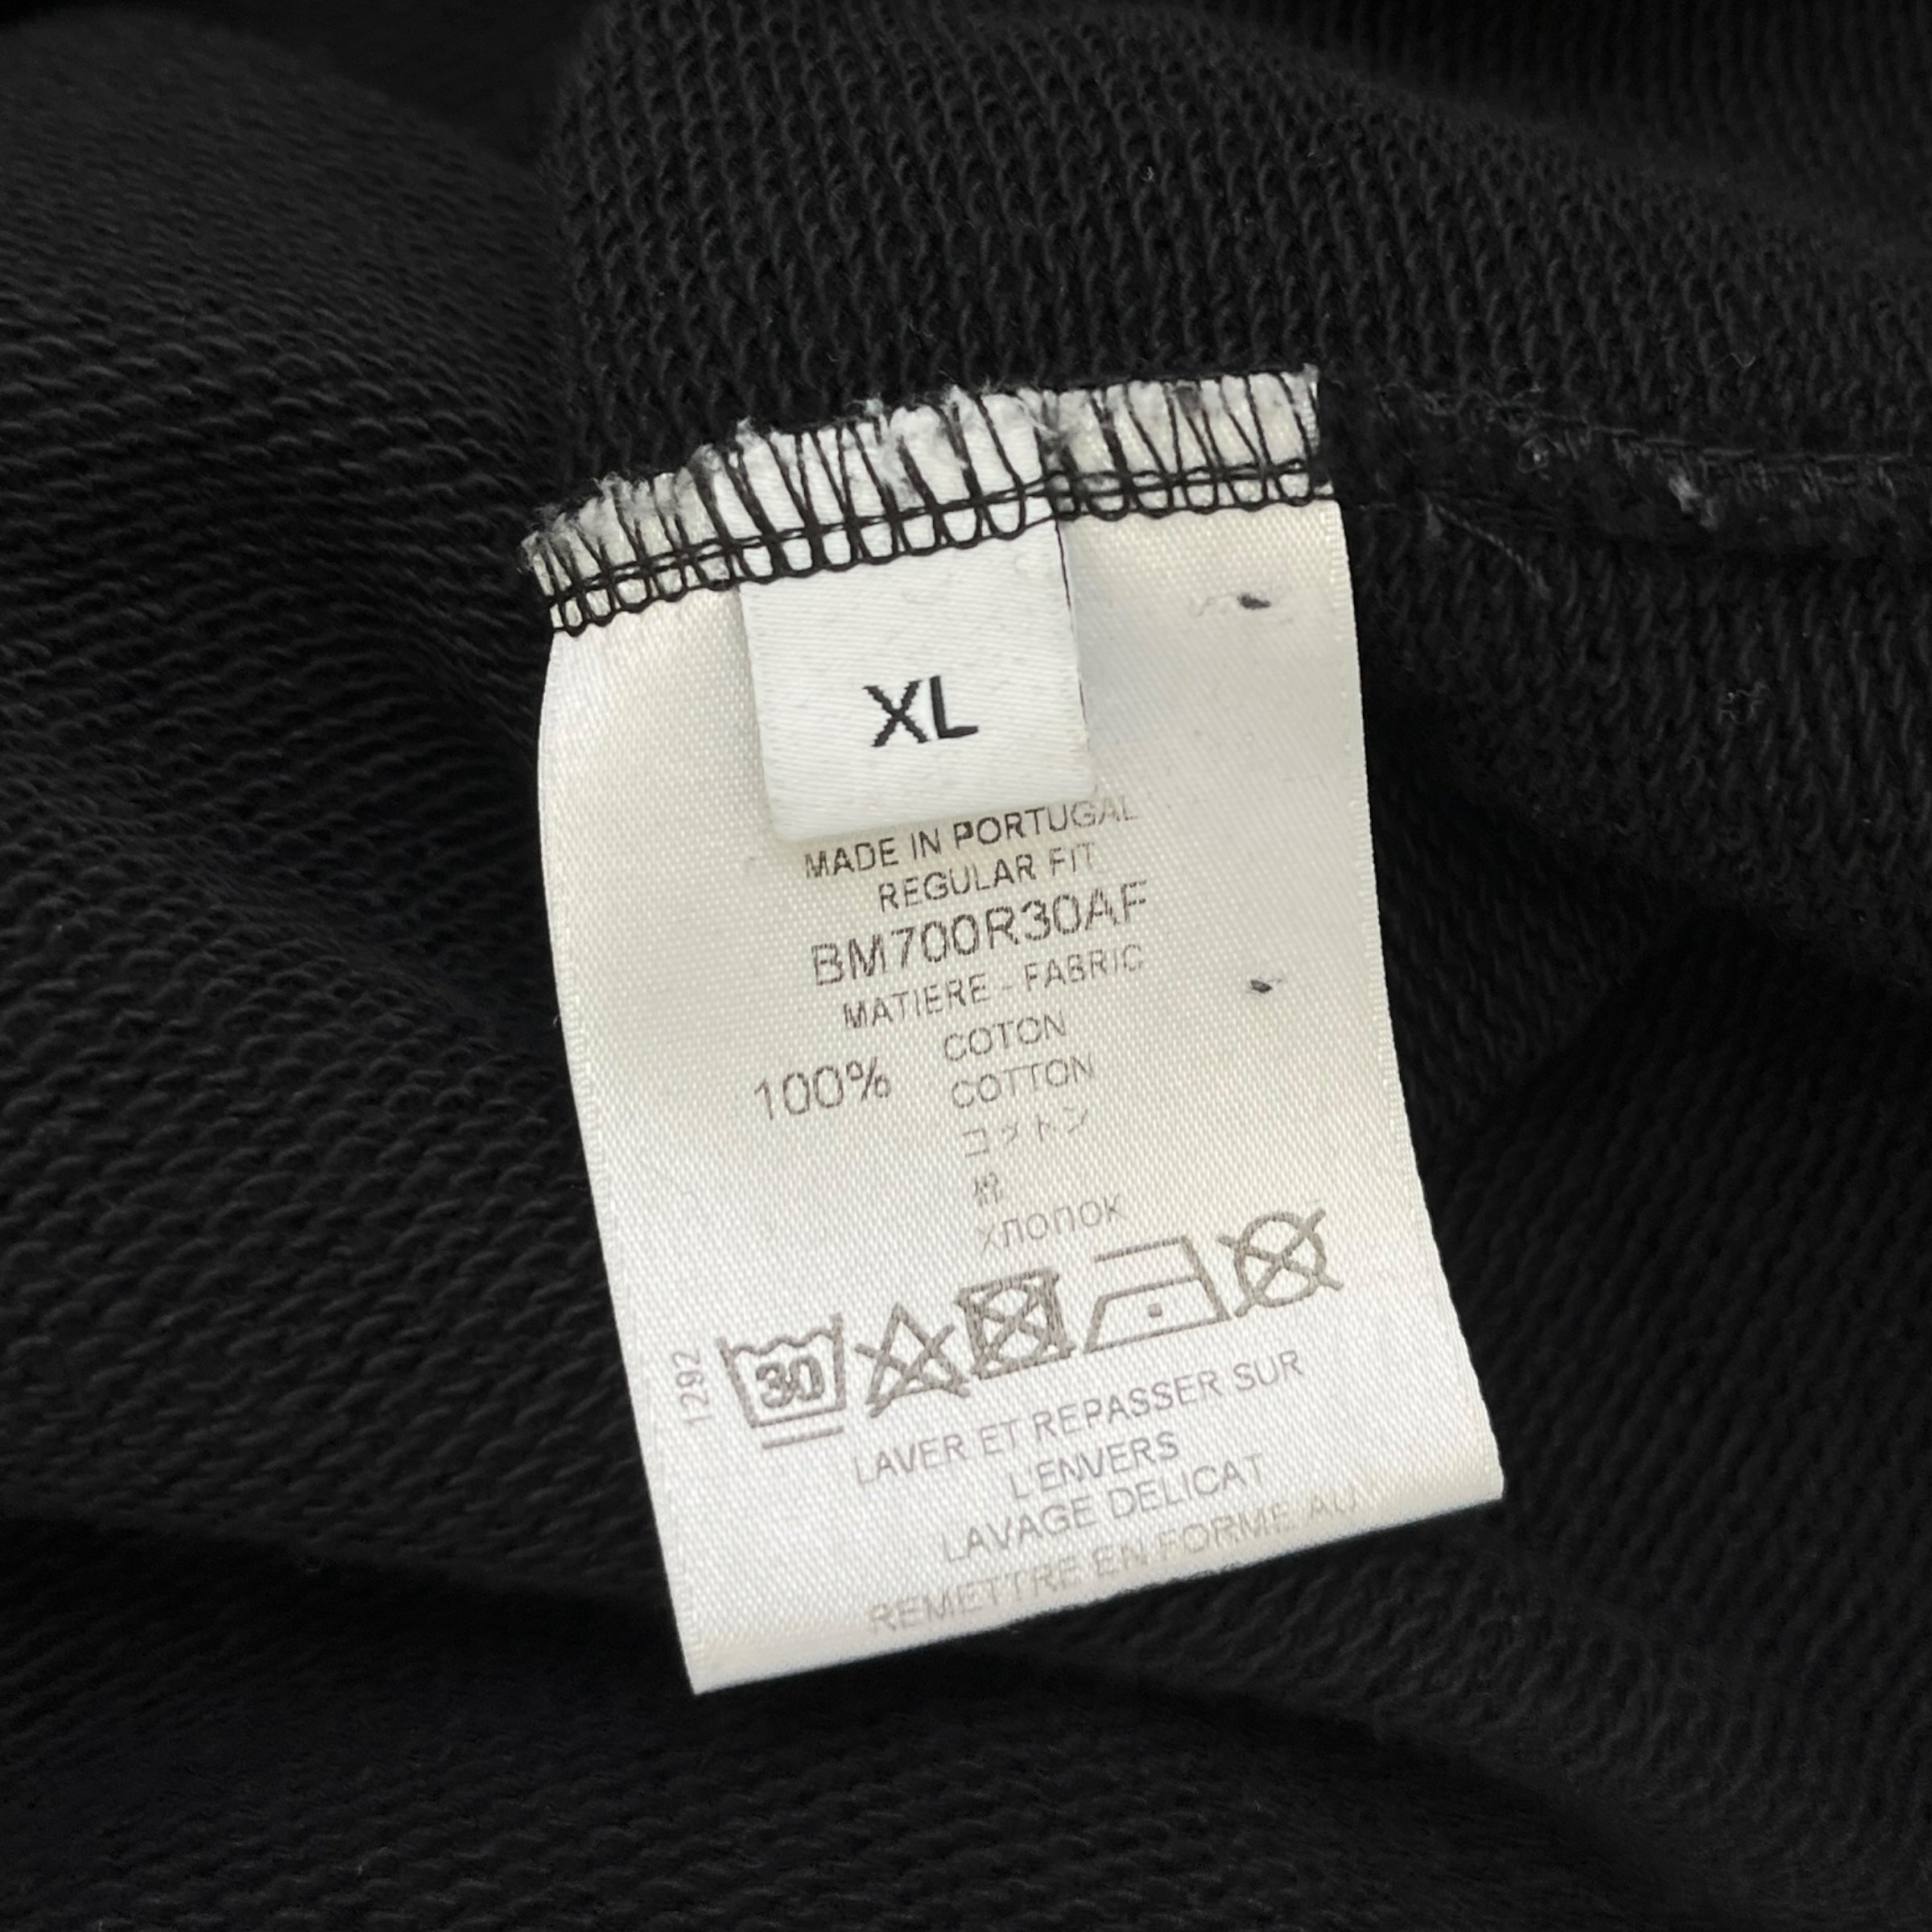 XL
MADE IN PORTUGAL
REGULAR FIT
BM700R30AF
MATIERE - FABRIC
COTON
100% COTTON
コットン
棉
хлопок
1292
30
LAVER ET REPASSER SUR
L'ENVERS
LAVAGE DELICAT
REMETTRE EN FORME AU